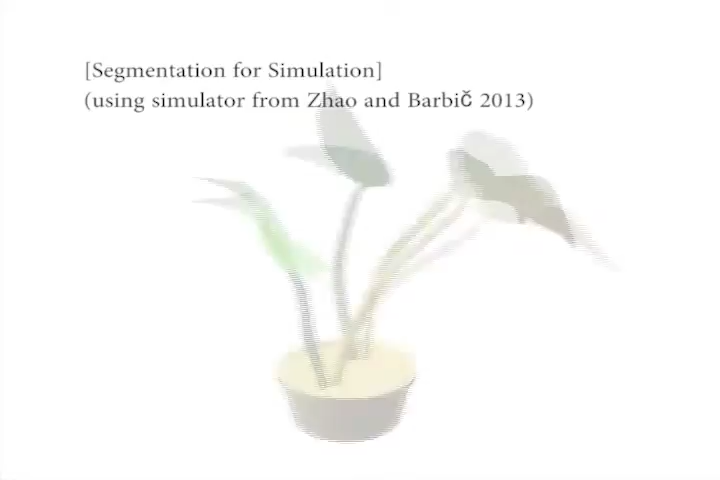 [Segmentation for Simulation]
(using simulator from Zhao and Barbič 2013)